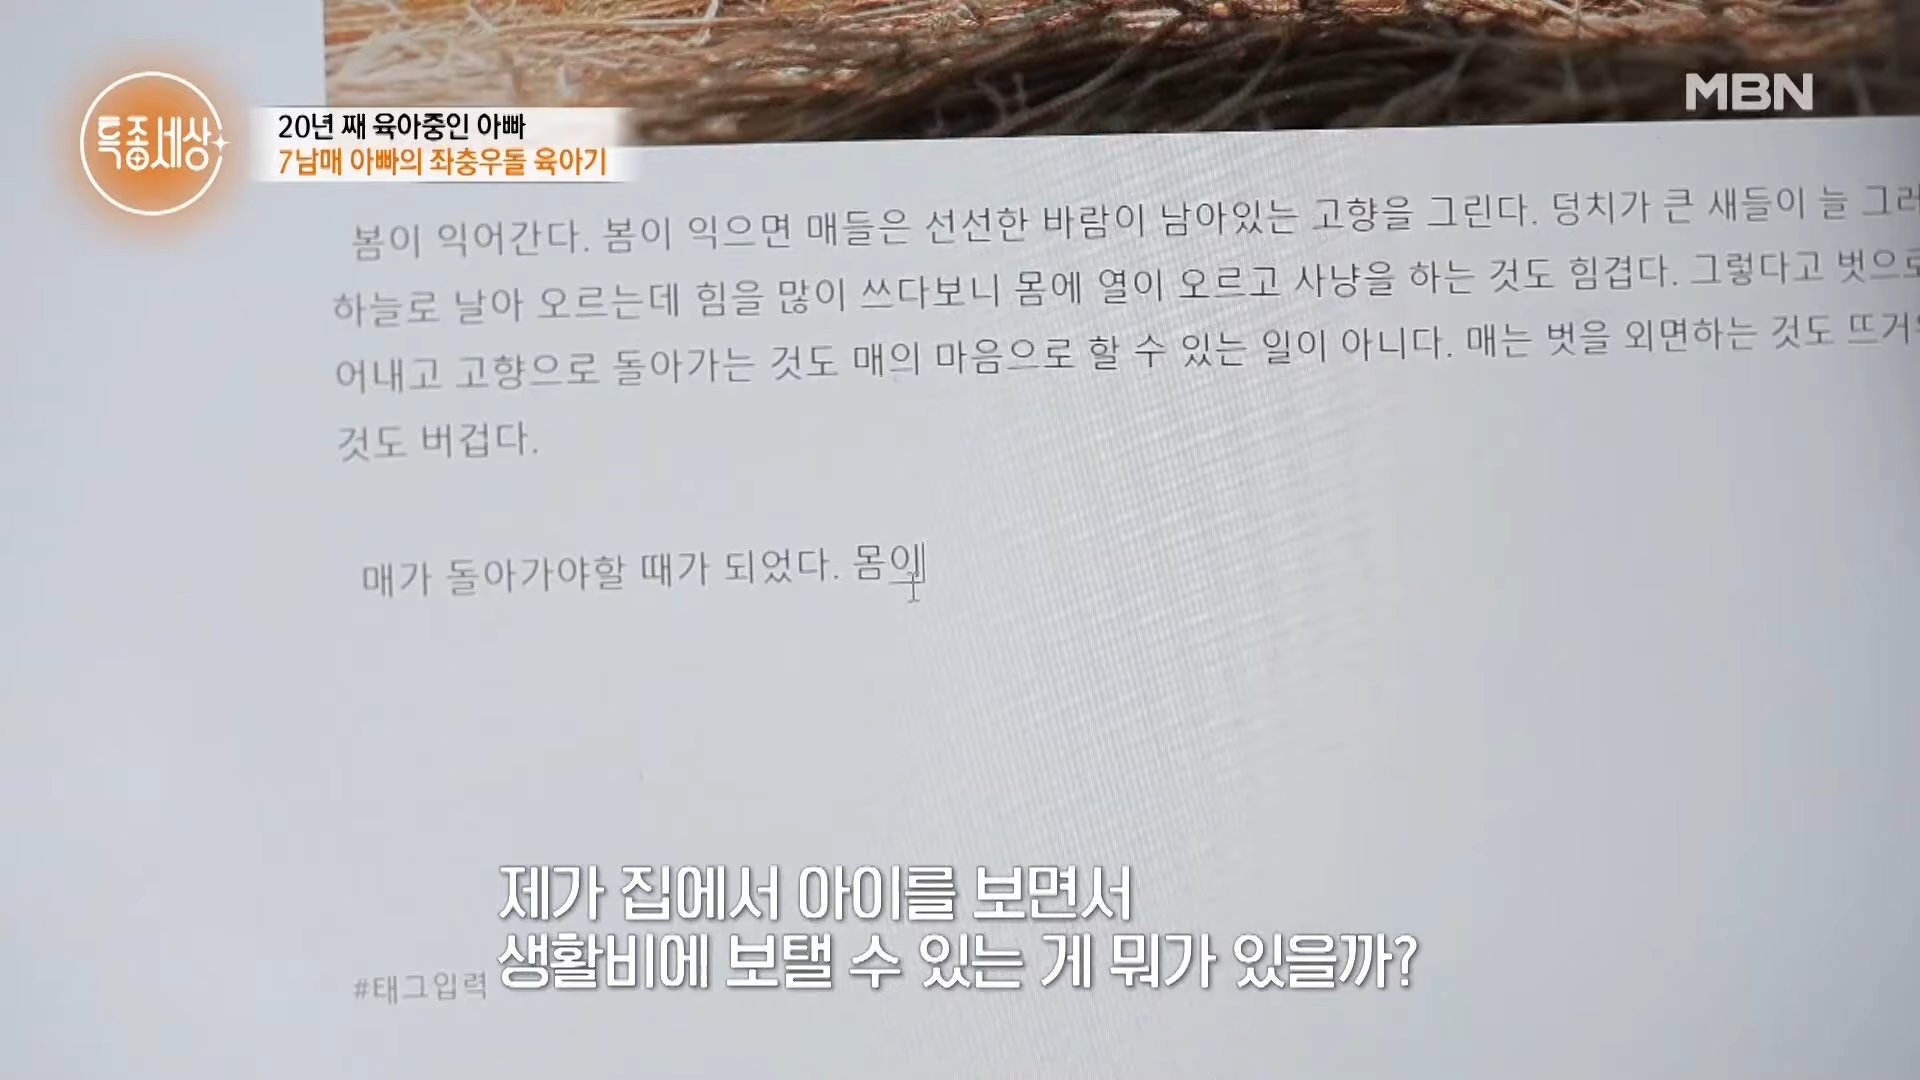 특종세상
20년 째 육아중인 아빠
7남매 아빠의 좌충우돌 육아기
MBN
봄이 익어간다. 봄이 익으면 매들은 선선한 바람이 남아있는 고향을 그린다. 덩치가 큰 새들이 늘
하늘로 날아 오르는데 힘을 많이 쓰다보니 몸에 열이 오르고 사냥을 하는 것도 힘겹다. 그렇다고
어내고 고향으로 돌아가는 것도 매의 마음으로 할 수 있는 일이 아니다. 매는 벗을 외면하는 것도
것도 버겁다.
매가 돌아가야할 때가 되었다. 몸이
제가 집에서 아이를 보면서
생활비에 보탤 수 있는 게 뭐가 있을까?
#태그입력